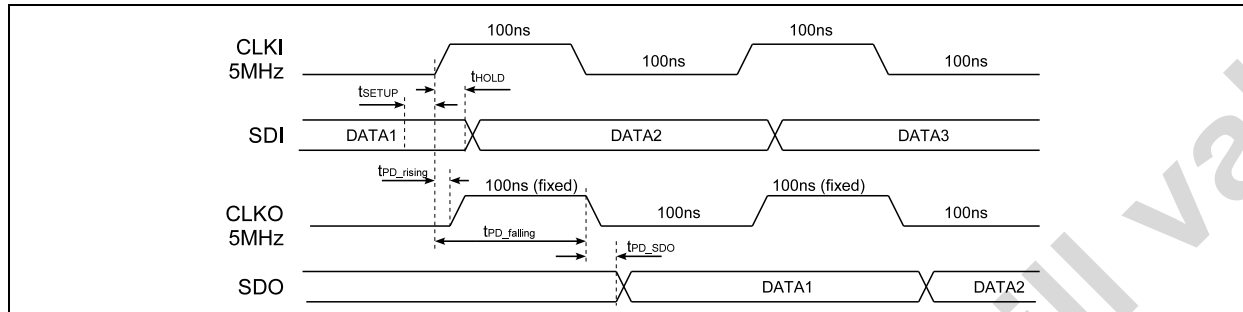 100ns 100ns
CLKI
5MHz
100ns 100ns
tSETUP tHOLD
SDI DATA1 DATA2 DATA3
tPD_rising
100ns (fixed) 100ns (fixed)
CLKO
5MHz
100ns 100ns
tPD_falling
tPD_SDO
SDO DATA1 DATA2